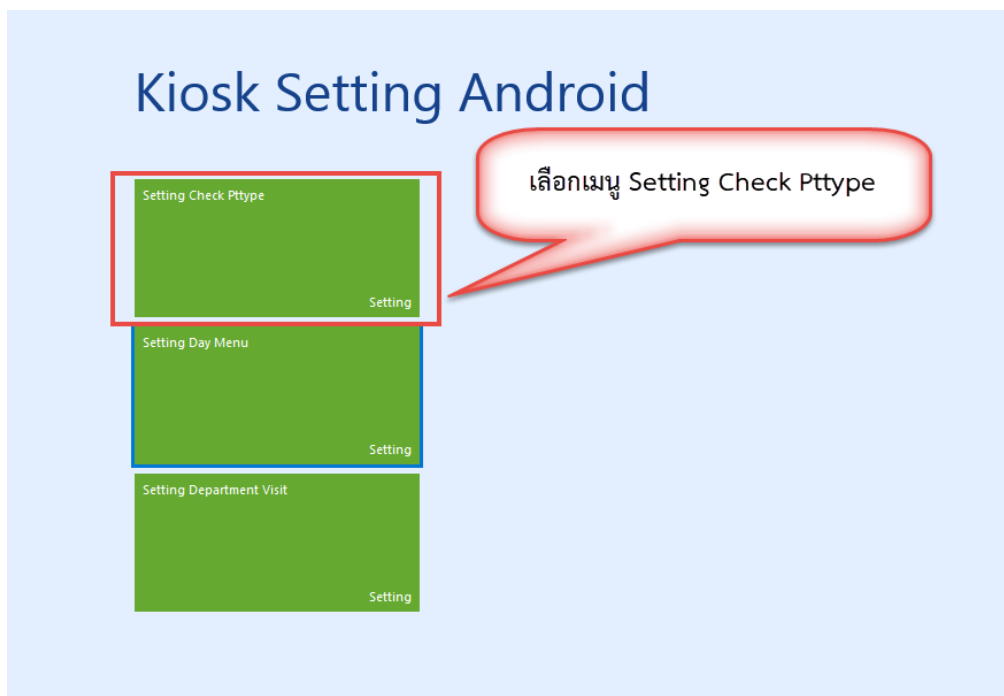 Kiosk Setting Android
เลือกเมนู Setting Check Pttype
Setting Check Pttype
Setting
Setting Day Menu
Setting
Setting Department Visit
Setting